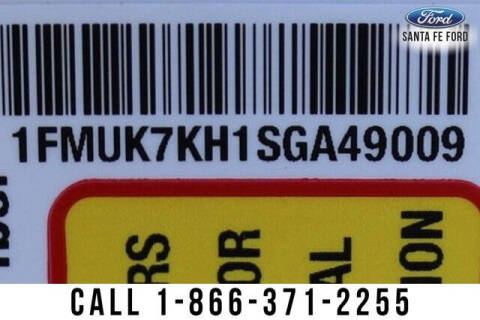 Ford
SANTA FE FORD
1FMUK7KH1SGA49009
RS
OR
AL
ION
CALL 1-866-371-2255